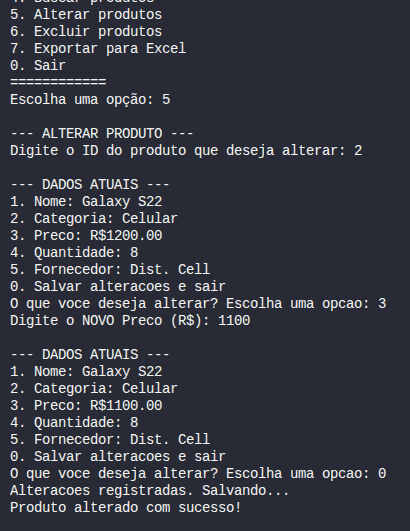 4. Buscar produtos
5. Alterar produtos
6. Excluir produtos
7. Exportar para Excel
0. Sair
============
Escolha uma opção: 5
--- ALTERAR PRODUTO ---
Digite o ID do produto que deseja alterar: 2
--- DADOS ATUAIS ---
1. Nome: Galaxy S22
2. Categoria: Celular
3. Preco: R$1200.00
4. Quantidade: 8
5. Fornecedor: Dist. Cell
0. Salvar alteracoes e sair
O que voce deseja alterar? Escolha uma opcao: 3
Digite o NOVO Preco (R$): 1100
--- DADOS ATUAIS ---
1. Nome: Galaxy S22
2. Categoria: Celular
3. Preco: R$1100.00
4. Quantidade: 8
5. Fornecedor: Dist. Cell
0. Salvar alteracoes e sair
O que voce deseja alterar? Escolha uma opcao: 0
Alteracoes registradas. Salvando...
Produto alterado com sucesso!